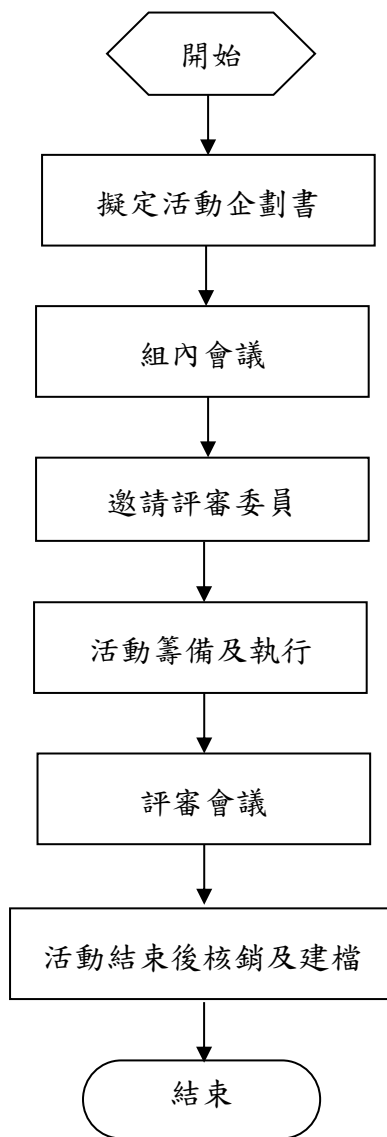 開始
擬定活動企劃書
組內會議
邀請評審委員
活動籌備及執行
評審會議
活動結束後核銷及建檔
結束